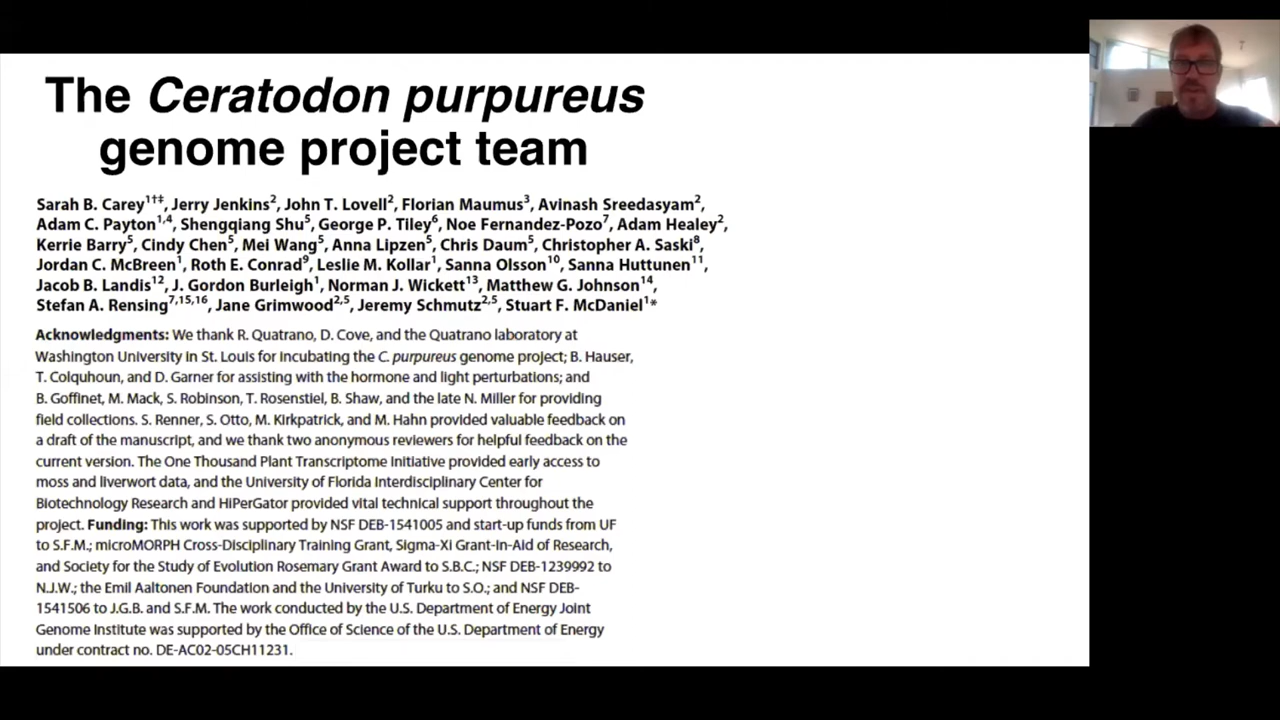 The Ceratodon purpureus
genome project team
Sarah B. Carey1†‡, Jerry Jenkins2, John T. Lovell2, Florian Maumus3, Avinash Sreedasyam2,
Adam C. Payton1,4, Shengqiang Shu5, George P. Tiley6, Noe Fernandez-Pozo7, Adam Healey2,
Kerrie Barry5, Cindy Chen5, Mei Wang5, Anna Lipzen5, Chris Daum5, Christopher A. Saski8,
Jordan C. McBreen1, Roth E. Conrad9, Leslie M. Kollar1, Sanna Olsson10, Sanna Huttunen11,
Jacob B. Landis12, J. Gordon Burleigh1, Norman J. Wickett13, Matthew G. Johnson14,
Stefan A. Rensing7,15,16, Jane Grimwood2,5, Jeremy Schmutz2,5, Stuart F. McDaniel1*
Acknowledgments: We thank R. Quatrano, D. Cove, and the Quatrano laboratory at
Washington University in St. Louis for incubating the C. purpureus genome project; B. Hauser,
T. Colquhoun, and D. Garner for assisting with the hormone and light perturbations; and
B. Goffinet, M. Mack, S. Robinson, T. Rosenstiel, B. Shaw, and the late N. Miller for providing
field collections. S. Renner, S. Otto, M. Kirkpatrick, and M. Hahn provided valuable feedback on
a draft of the manuscript, and we thank two anonymous reviewers for helpful feedback on the
current version. The One Thousand Plant Transcriptome Initiative provided early access to
moss and liverwort data, and the University of Florida Interdisciplinary Center for
Biotechnology Research and HiPerGator provided vital technical support throughout the
project. Funding: This work was supported by NSF DEB-1541005 and start-up funds from UF
to S.F.M.; microMORPH Cross-Disciplinary Training Grant, Sigma-Xi Grant-In-Aid of Research,
and Society for the Study of Evolution Rosemary Grant Award to S.B.C.; NSF DEB-1239992 to
N.J.W.; the Emil Aaltonen Foundation and the University of Turku to S.O.; and NSF DEB-
1541506 to J.G.B. and S.F.M. The work conducted by the U.S. Department of Energy Joint
Genome Institute was supported by the Office of Science of the U.S. Department of Energy
under contract no. DE-AC02-05CH11231.